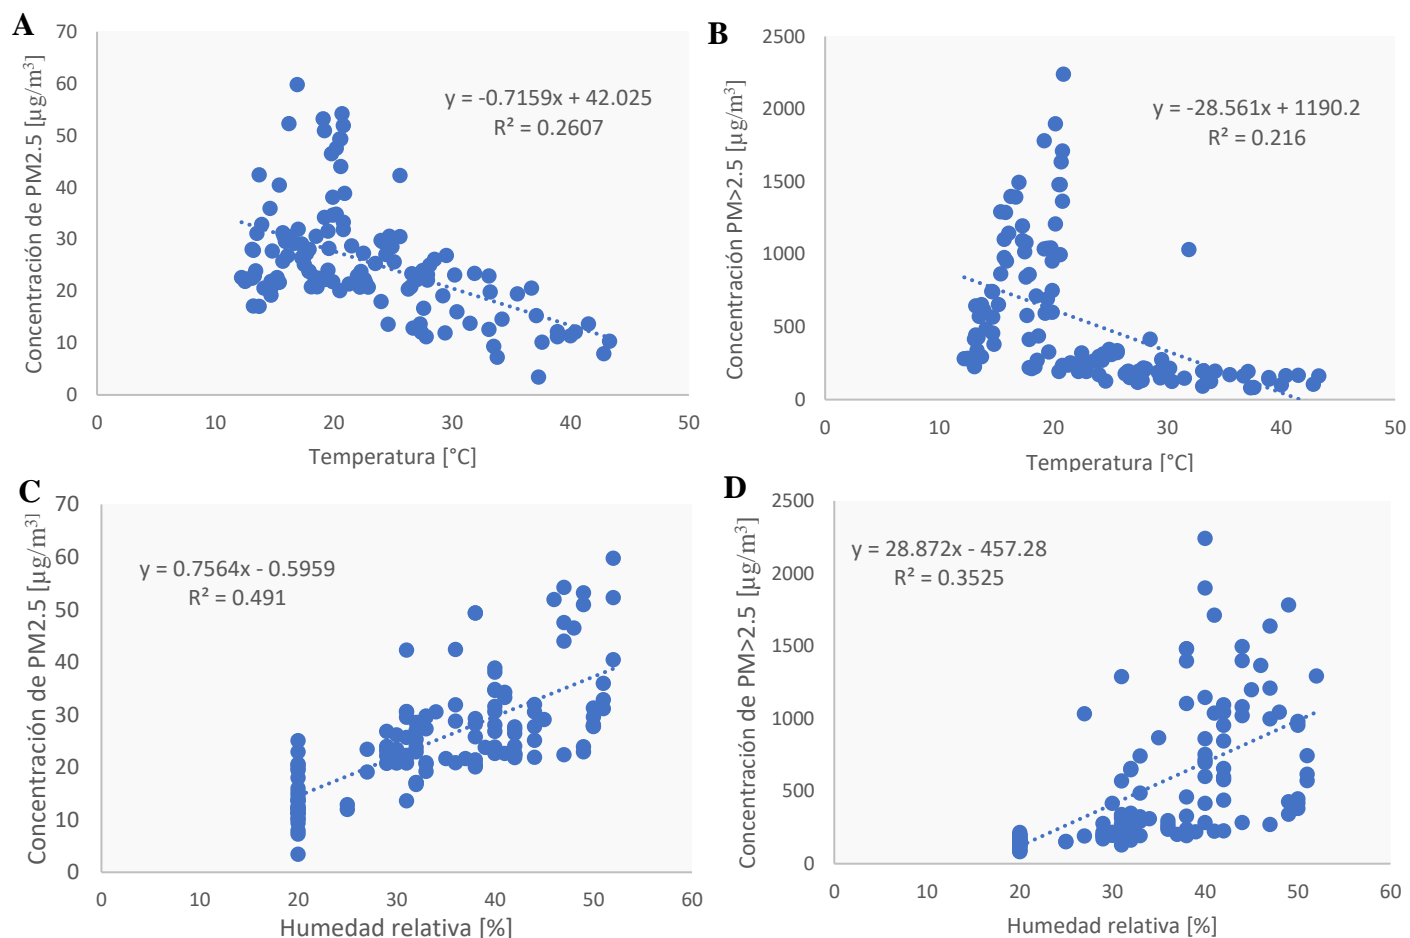 A
Concentración de PM2.5 [µg/m³]
70
60
50
40
30
20
10
0
y = -0.7159x + 42.025
R² = 0.2607
0 10 20 30 40 50
Temperatura [°C]
B
Concentración PM>2.5 [µg/m³]
2500
2000
1500
1000
500
0
y = -28.561x + 1190.2
R² = 0.216
0 10 20 30 40 50
Temperatura [°C]
C
Concentración de PM2.5 [µg/m³]
70
60
50
40
30
20
10
0
y = 0.7564x - 0.5959
R² = 0.491
0 10 20 30 40 50 60
Humedad relativa [%]
D
Concentración de PM>2.5 [µg/m³]
2500
2000
1500
1000
500
0
y = 28.872x - 457.28
R² = 0.3525
0 10 20 30 40 50 60
Humedad relativa [%]